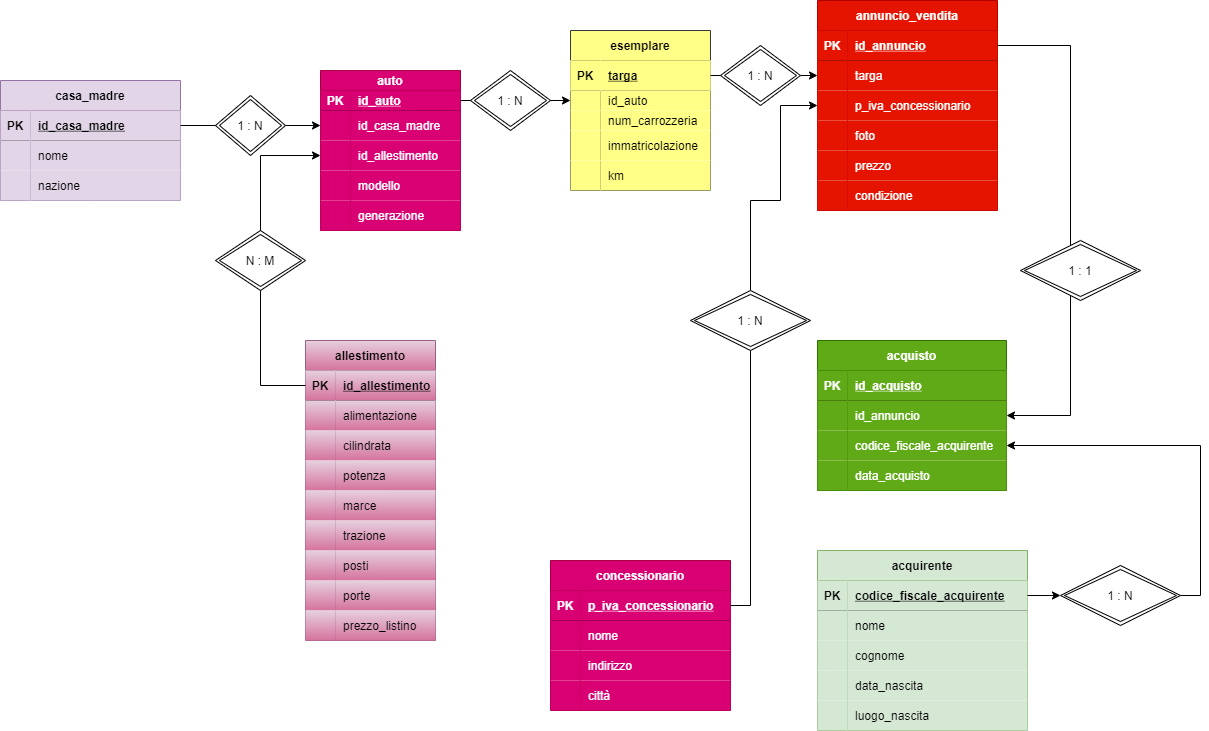 casa_madre
PK id_casa_madre
nome
nazione
1 : N
auto
PK id_auto
id_casa_madre
id_allestimento
modello
generazione
1 : N
esemplare
PK targa
id_auto
num_carrozzeria
immatricolazione
km
1 : N
annuncio_vendita
PK id_annuncio
targa
p_iva_concessionario
foto
prezzo
condizione
N : M
1 : N
1 : 1
allestimento
PK id_allestimento
alimentazione
cilindrata
potenza
marce
trazione
posti
porte
prezzo_listino
acquisto
PK id_acquisto
id_annuncio
codice_fiscale_acquirente
data_acquisto
concessionario
PK p_iva_concessionario
nome
indirizzo
città
acquirente
PK codice_fiscale_acquirente
nome
cognome
data_nascita
luogo_nascita
1 : N